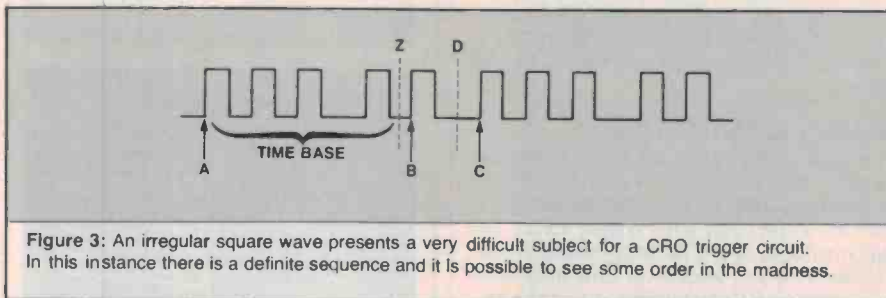 Z D
TIME BASE
A B C
Figure 3: An irregular square wave presents a very difficult subject for a CRO trigger circuit.
In this instance there is a definite sequence and it Is possible to see some order in the madness.